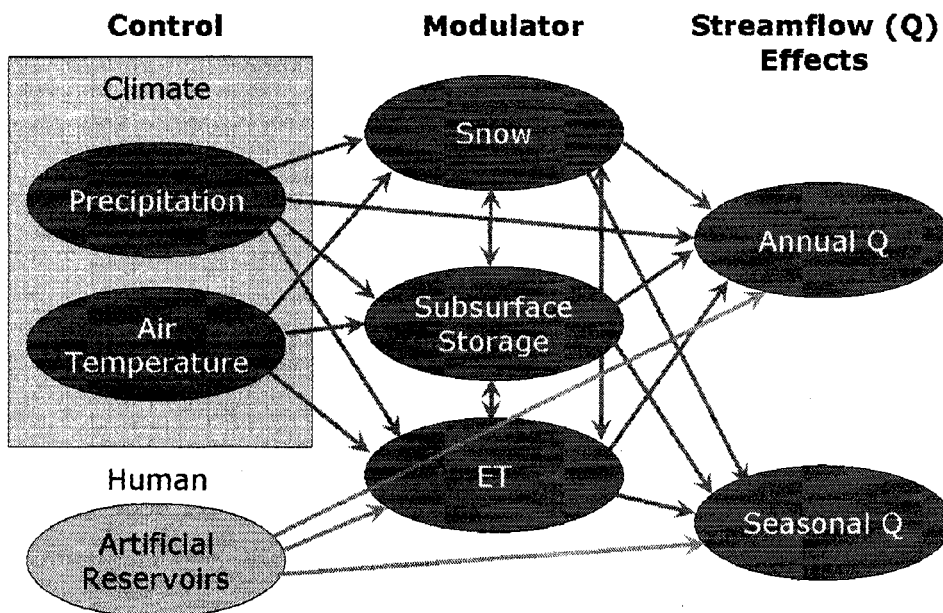 Control
Modulator
Streamflow (Q)
Effects
Climate
Precipitation
Air
Temperature
Human
Artificial
Reservoirs
Snow
Subsurface
Storage
ET
Annual Q
Seasonal Q